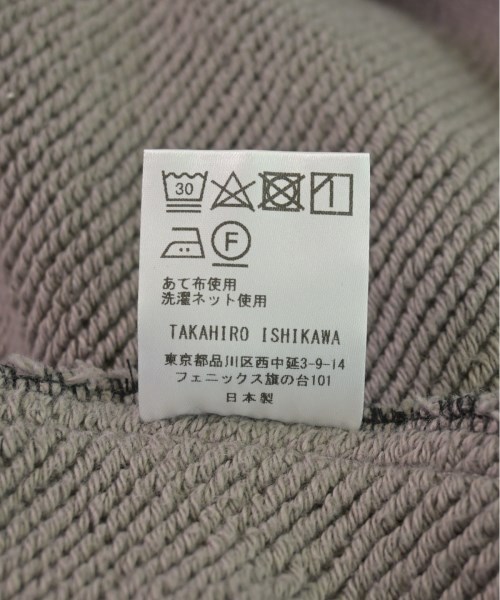 30
F
あて布使用
洗濯ネット使用
TAKAHIRO ISHIKAWA
東京都品川区西中延3-9-14
フェニックス旗の台101
日本製